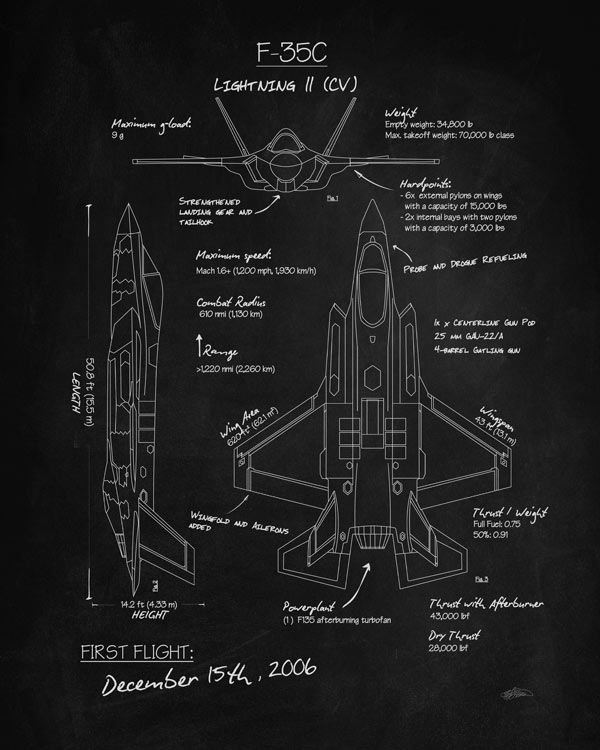 F-35C
LIGHTNING II (CV)
Maximum g-load:
9 g
Weight
Empty weight: 34,800 lb
Max. takeoff weight: 70,000 lb class
Hardpoints:
- 6x external pylons on wings
with a capacity of 15,000 lbs
- 2x internal bays with two pylons
with a capacity of 3,000 lbs
STRENGTHENED
LANDING GEAR AND
TAILHOOK
Fig. 1
PROBE AND DROGUE REFUELING
Maximum speed:
Mach 1.6+ (1,200 mph, 1,930 km/h)
Combat Radius
610 nmi (1,130 km)
Range
>1,220 nmi (2,260 km)
1x x CENTERLINE GUN POD
25 mm GAU-22/A
4-BARREL GATLING GUN
50.8 ft (15.5 m)
LENGTH
Wing Area
620 ft² (62.1 m²)
Wingspan
43 ft (13.1 m)
WINGFOLD AND AILERONS
ADDED
Thrust / Weight
Full Fuel: 0.75
50%: 0.91
Fig. 2
Fig. 3
14.2 ft (4.33 m)
HEIGHT
Powerplant
(1) F135 afterburning turbofan
Thrust with Afterburner
43,000 lbf
Dry Thrust
28,000 lbf
FIRST FLIGHT:
December 15th, 2006